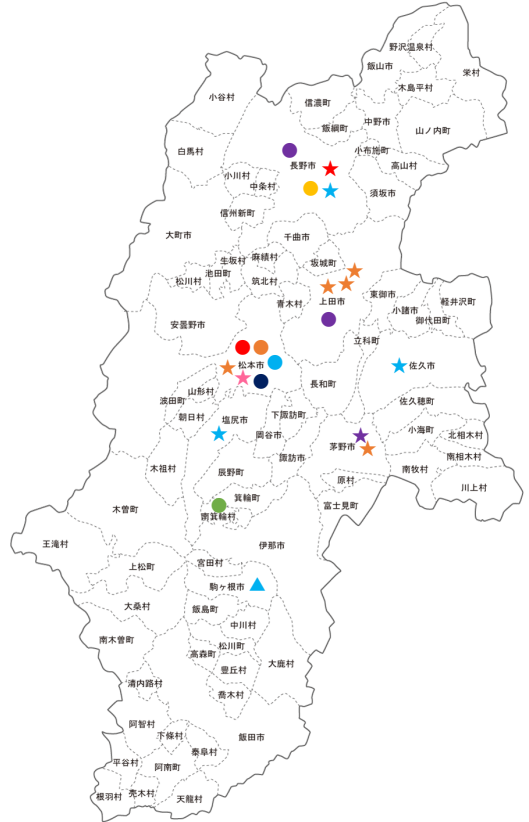 野沢温泉村
飯山市
栄村
木島平村
小谷村
信濃町
中野市
飯綱町
山ノ内町
白馬村
小布施町
長野市
高山村
小川村
中条村
須坂市
信州新町
大町市
千曲市
生坂村
麻績村
坂城町
池田町
松川村
筑北村
東御市
青木村
上田市
軽井沢町
小諸市
御代田町
安曇野市
立科町
松本市
佐久市
長和町
山形村
波田町
佐久穂町
朝日村
塩尻市
下諏訪町
小海町
岡谷市
北相木村
茅野市
諏訪市
南相木村
木祖村
辰野町
南牧村
原村
川上村
箕輪町
富士見町
木曽町
南箕輪村
王滝村
伊那市
上松町
宮田村
駒ヶ根市
大桑村
飯島町
中川村
南木曽町
松川町
高森町
大鹿村
豊丘村
清内路村
喬木村
阿智村
下條村
飯田市
泰阜村
平谷村
阿南町
根羽村
売木村
天龍村